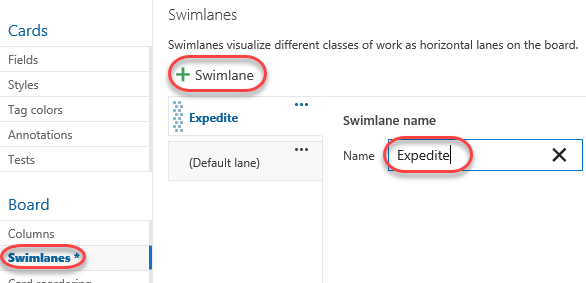 Cards
Fields
Styles
Tag colors
Annotations
Tests
Board
Columns
Swimlanes *
Card reordering
Swimlanes
Swimlanes visualize different classes of work as horizontal lanes on the board.
+ Swimlane
Expedite
...
(Default lane)
...
Swimlane name
Name
Expedite